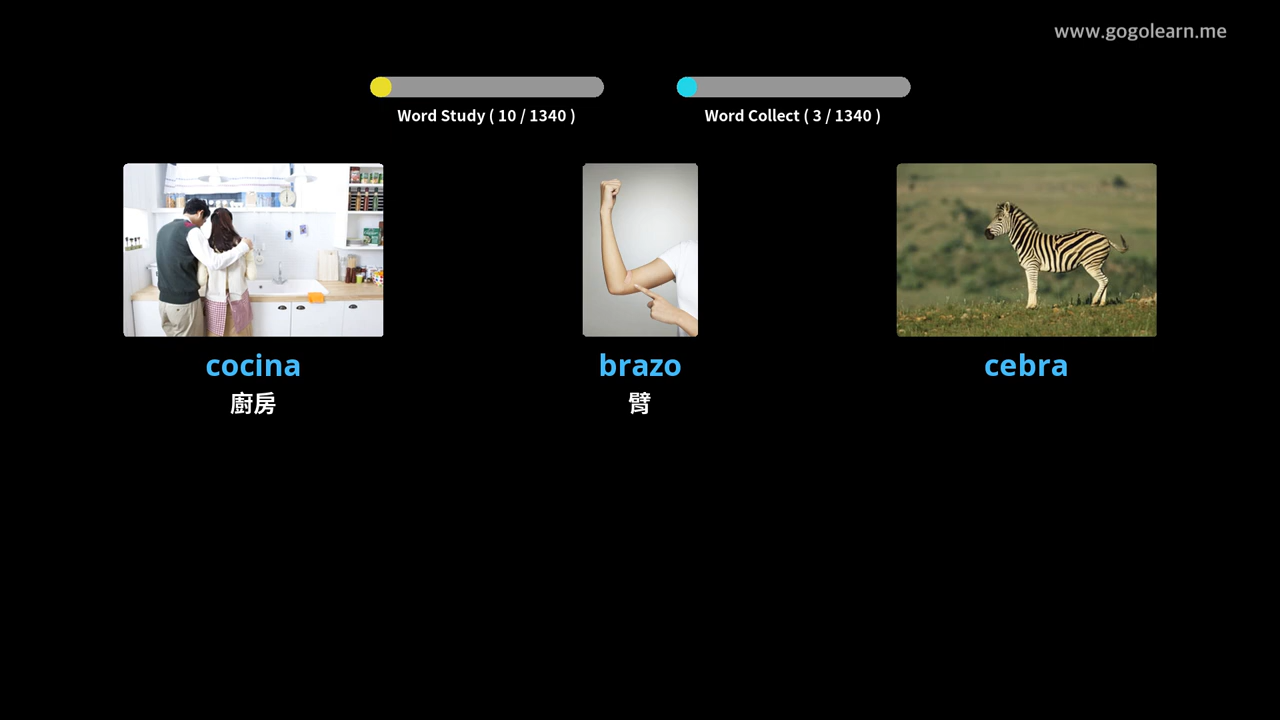 www.gogolearn.me
Word Study ( 10 / 1340 )
Word Collect ( 3 / 1340 )
cocina
brazo
cebra
廚房
臂